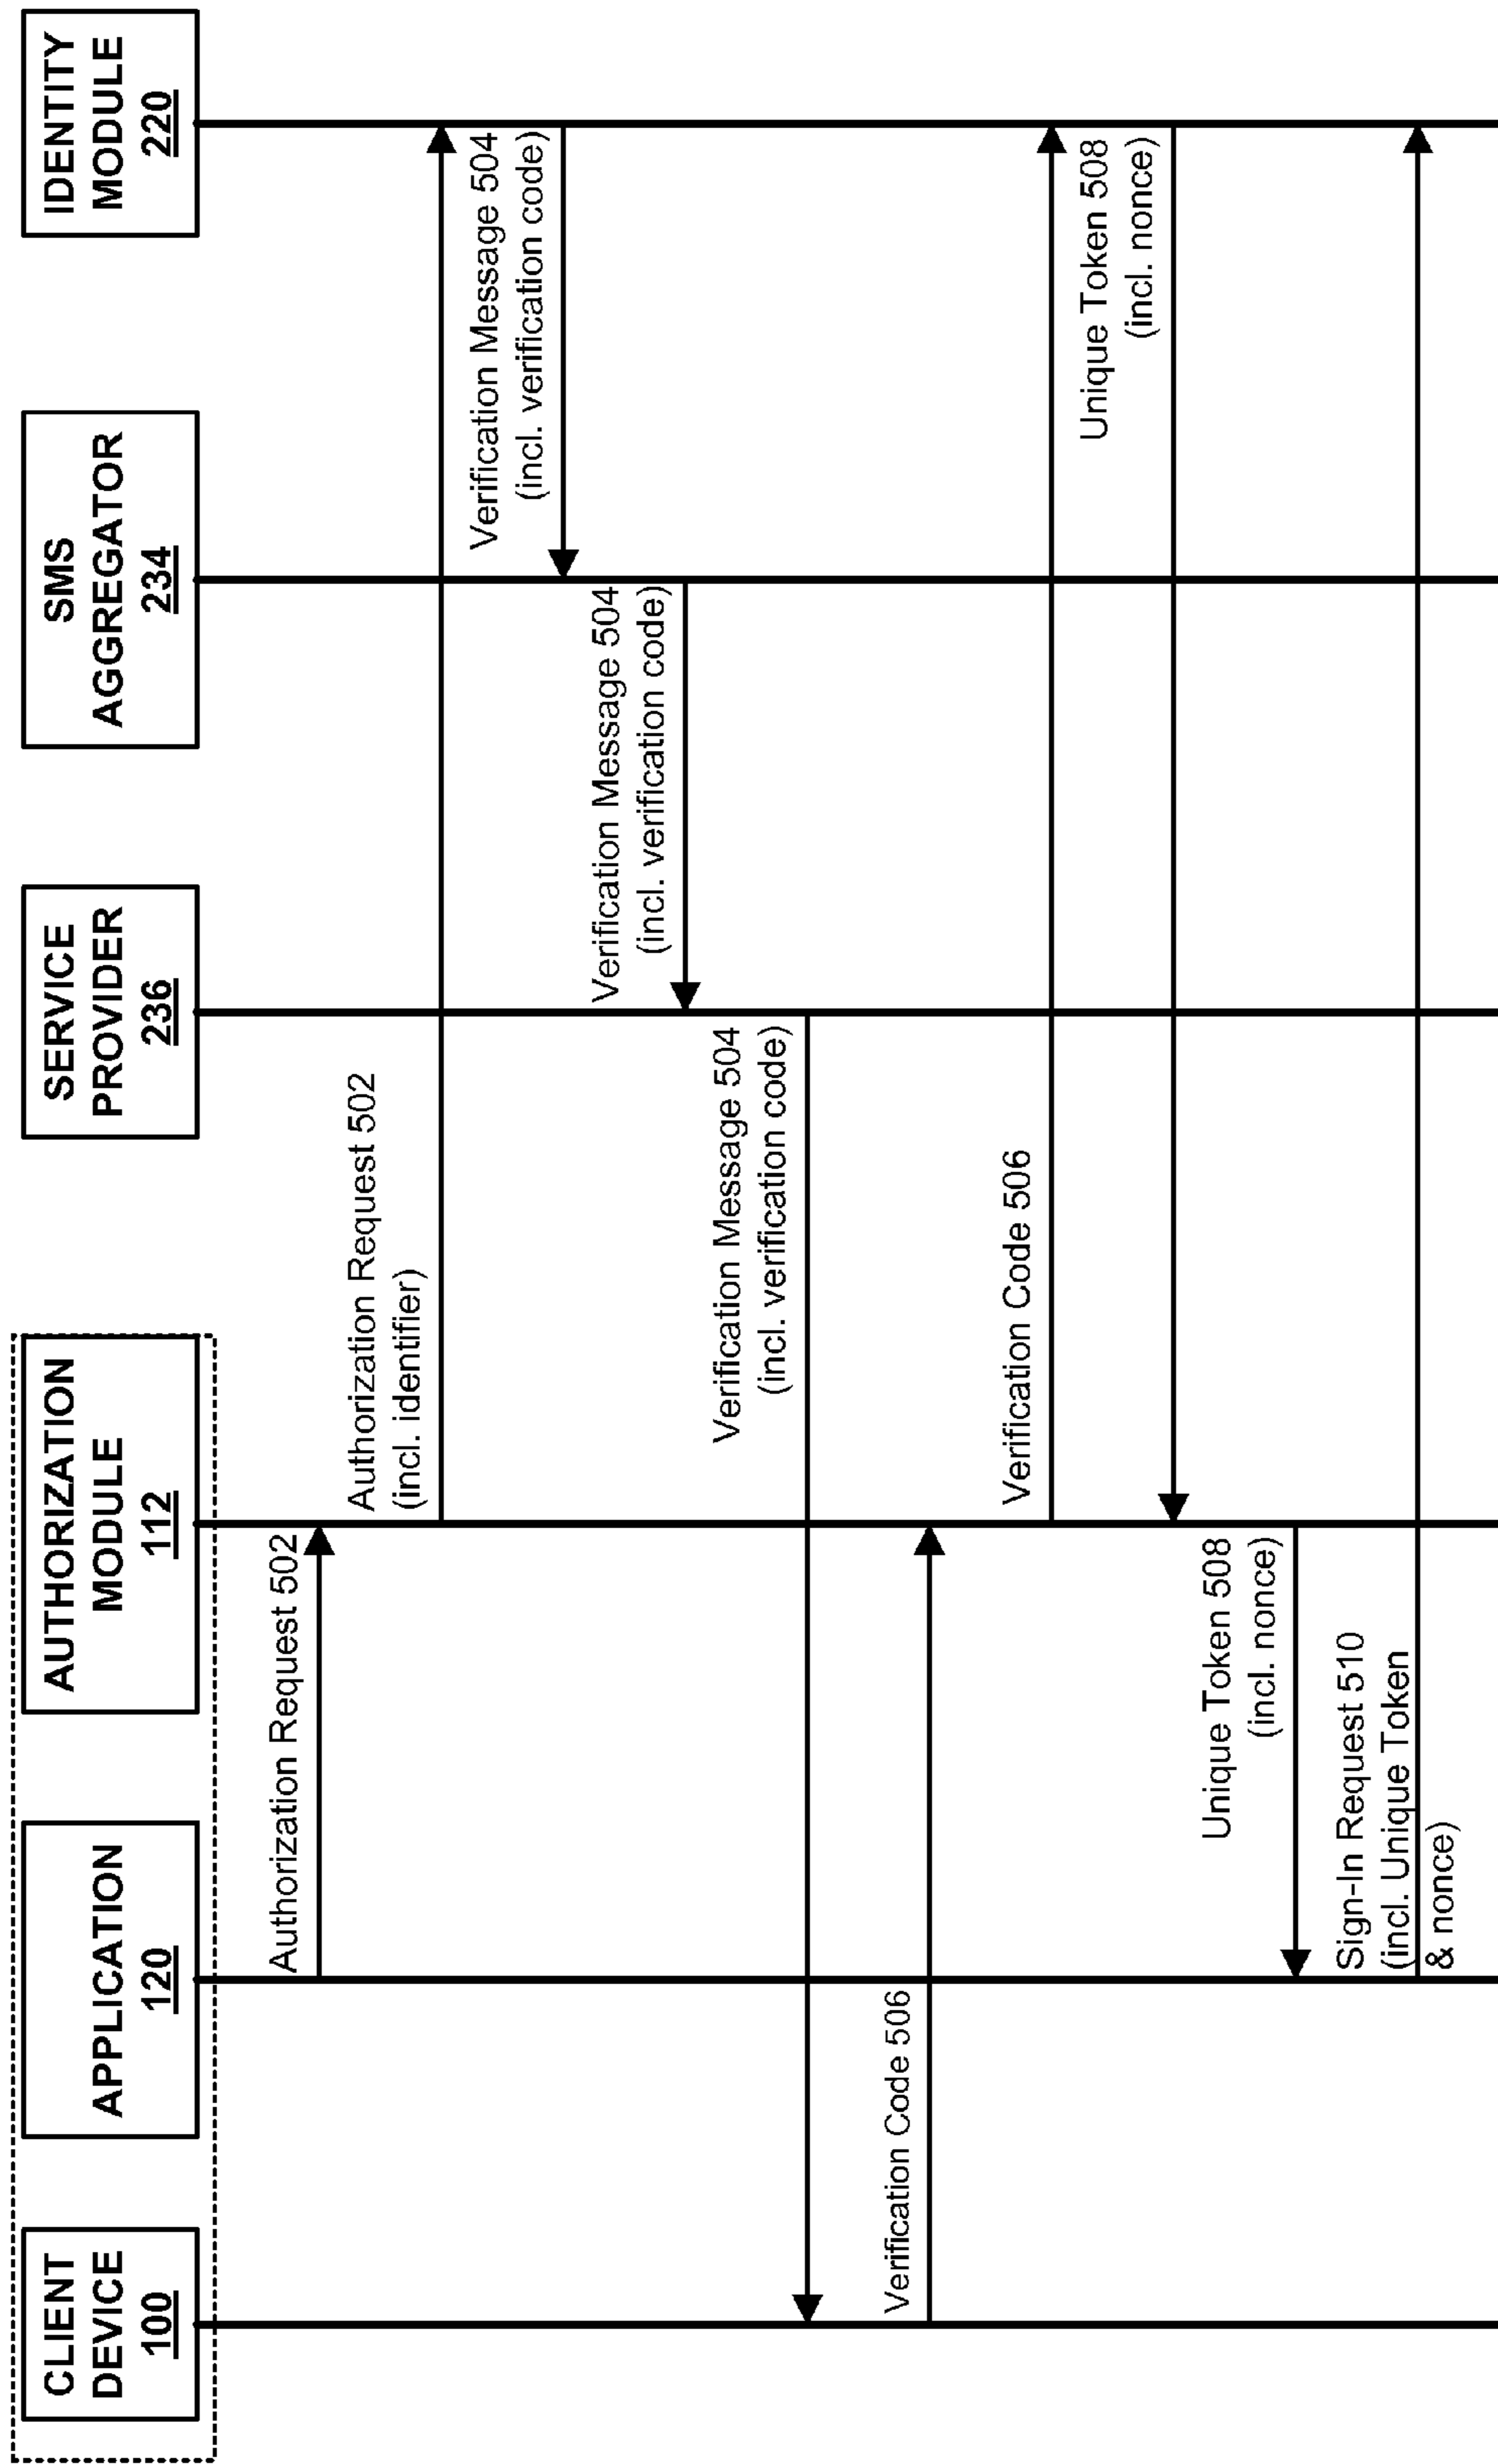 CLIENT
DEVICE
100
APPLICATION
120
AUTHORIZATION
MODULE
112
SERVICE
PROVIDER
236
SMS
AGGREGATOR
234
IDENTITY
MODULE
220
Authorization Request 502
Authorization Request 502
(incl. identifier)
Verification Message 504
(incl. verification code)
Verification Message 504
(incl. verification code)
Verification Message 504
(incl. verification code)
Verification Code 506
Verification Code 506
Unique Token 508
(incl. nonce)
Unique Token 508
(incl. nonce)
Sign-In Request 510
(incl. Unique Token
& nonce)